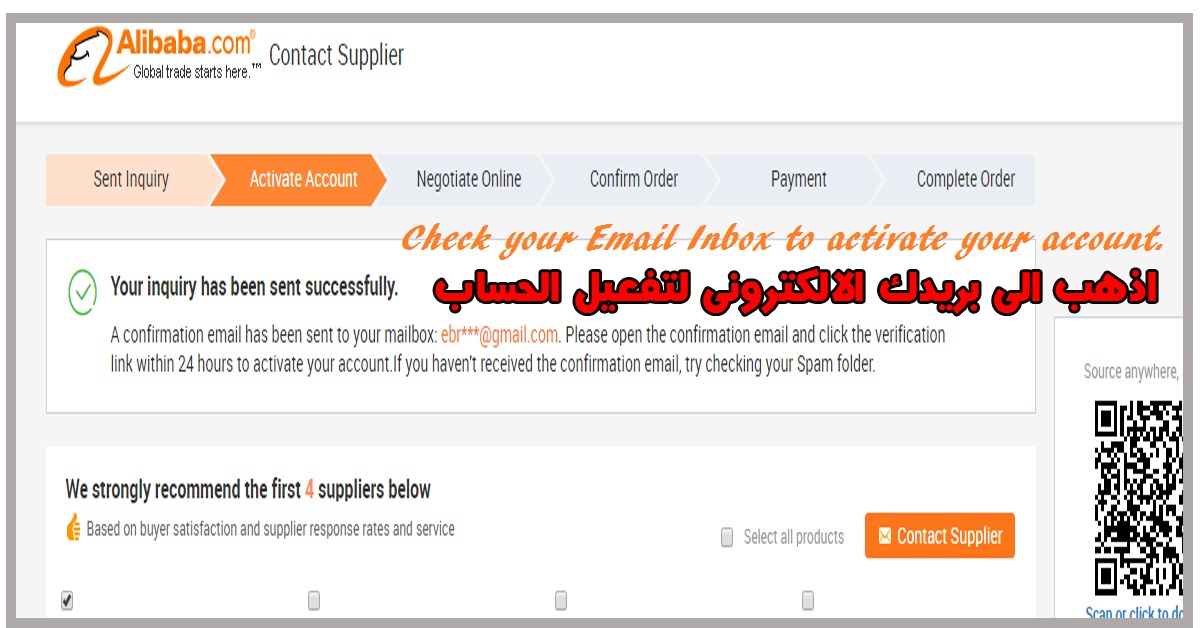 Alibaba.com®
Global trade starts here.™
Contact Supplier
Sent Inquiry
Activate Account
Negotiate Online
Confirm Order
Payment
Complete Order
Check your Email Inbox to activate your account.
اذهب الى بريدك الالكترونى لتفعيل الحساب
Your inquiry has been sent successfully.
A confirmation email has been sent to your mailbox: ebr***@gmail.com. Please open the confirmation email and click the verification
link within 24 hours to activate your account.If you haven't received the confirmation email, try checking your Spam folder.
Source anywhere,
We strongly recommend the first 4 suppliers below
Based on buyer satisfaction and supplier response rates and service
Select all products
Contact Supplier
Scan or click to do